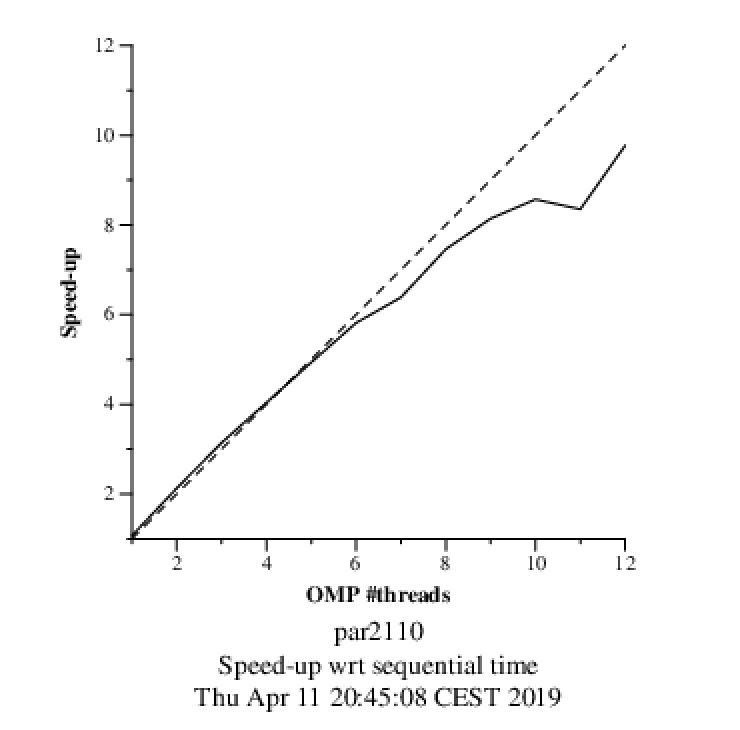 12
10
8
6
4
2
Speed-up
2 4 6 8 10 12
OMP #threads
par2110
Speed-up wrt sequential time
Thu Apr 11 20:45:08 CEST 2019